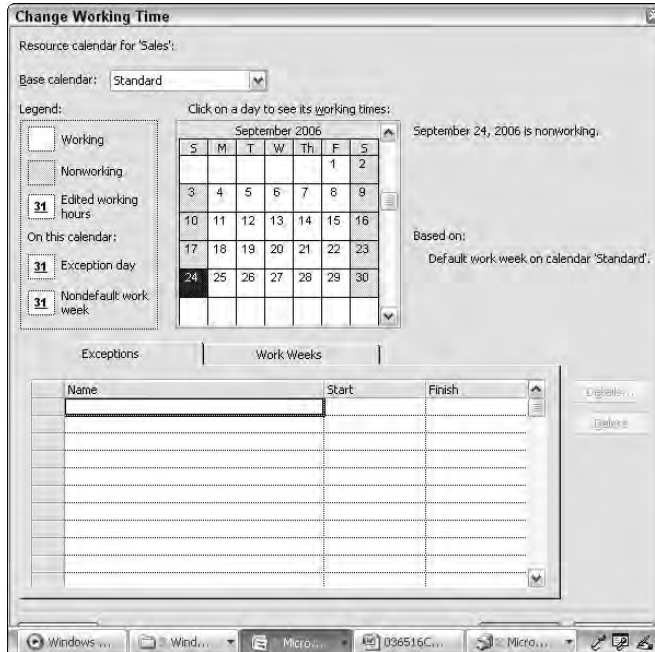 Change Working Time
Resource calendar for 'Sales':
Base calendar: Standard
Legend:
Click on a day to see its working times:
Working
Nonworking
31 Edited working hours
On this calendar:
31 Exception day
31 Nondefault work week
September 2006
S M T W Th F S
1 2
3 4 5 6 7 8 9
10 11 12 13 14 15 16
17 18 19 20 21 22 23
24 25 26 27 28 29 30
September 24, 2006 is nonworking.
Based on:
Default work week on calendar 'Standard'.
Exceptions Work Weeks
Name Start Finish
Details...
Delete
Windows ... 2 Wind... 2 Micro... 036516C... 2 Micro...